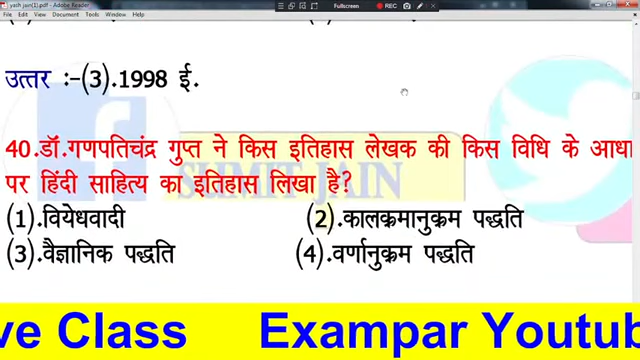 yash jain(1).pdf - Adobe Reader
File Edit View Document Tools Window Help
Fullscreen REC
उत्तर :-(3).1998 ई.
SUMIT JAIN
40.डॉ.गणपतिचंद्र गुप्त ने किस इतिहास लेखक की किस विधि के आधा
पर हिंदी साहित्य का इतिहास लिखा है?
(1).वियेधवादी (2).कालक्रमानुक्रम पद्धति
(3).वैज्ञानिक पद्धति (4).वर्णानुक्रम पद्धति
ve Class Exampar Youtub